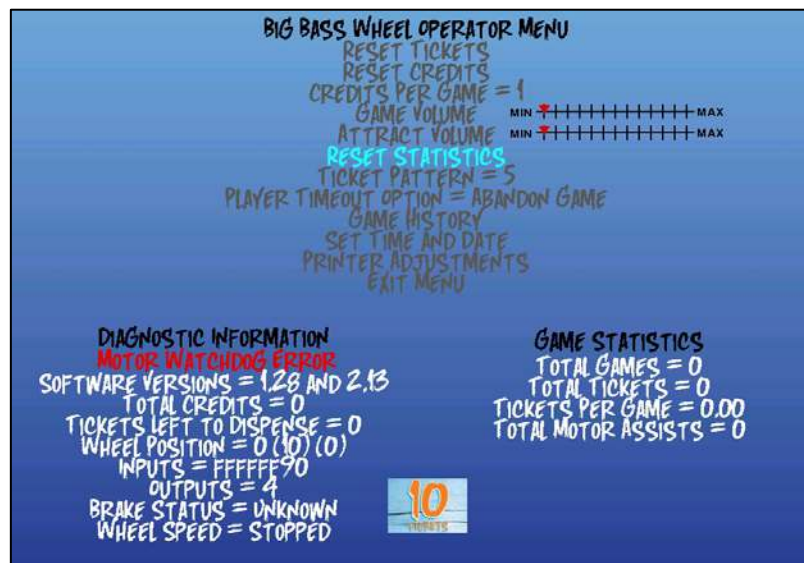 BIG BASS WHEEL OPERATOR MENU
RESET TICKETS
RESET CREDITS
CREDITS PER GAME = 1
GAME VOLUME MIN MAX
ATTRACT VOLUME MIN MAX
RESET STATISTICS
TICKET PATTERN = 5
PLAYER TIMEOUT OPTION = ABANDON GAME
GAME HISTORY
SET TIME AND DATE
PRINTER ADJUSTMENTS
EXIT MENU
DIAGNOSTIC INFORMATION
MOTOR WATCHDOG ERROR
SOFTWARE VERSIONS = 1.28 AND 2.13
TOTAL CREDITS = 0
TICKETS LEFT TO DISPENSE = 0
WHEEL POSITION = 0 (10) (0)
INPUTS = FFFFFF90
OUTPUTS = 4
BRAKE STATUS = UNKNOWN
WHEEL SPEED = STOPPED
10
TICKETS
GAME STATISTICS
TOTAL GAMES = 0
TOTAL TICKETS = 0
TICKETS PER GAME = 0.00
TOTAL MOTOR ASSISTS = 0